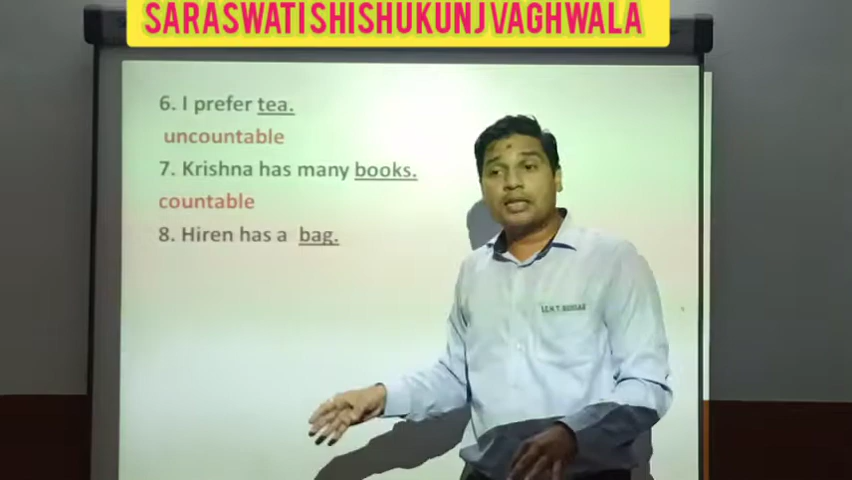 SARASWATI SHISHUKUNJ VAGHWALA
6. I prefer tea.
uncountable
7. Krishna has many books.
countable
8. Hiren has a bag.